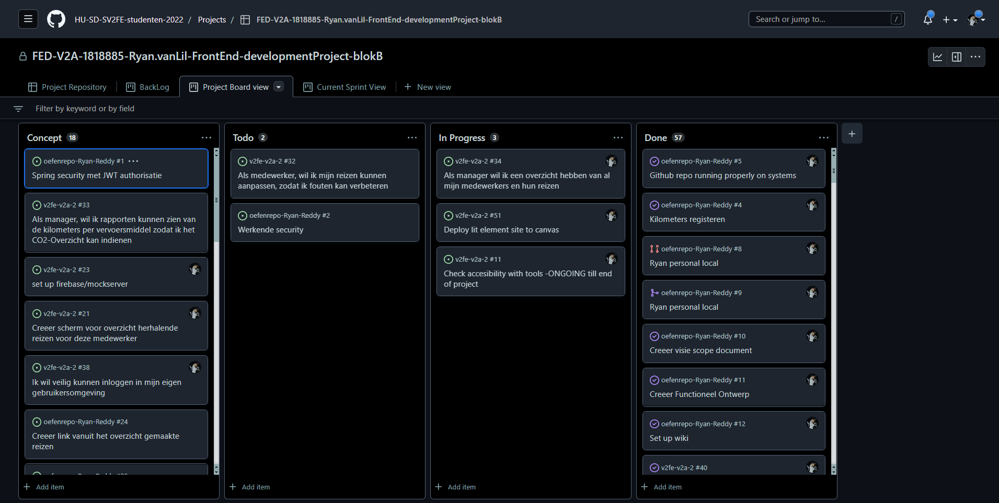 HU-SD-SV2FE-studenten-2022 / Projects / FED-V2A-1818885-Ryan.vanLil-FrontEnd-developmentProject-blokB
Search or jump to... /
FED-V2A-1818885-Ryan.vanLil-FrontEnd-developmentProject-blokB
Project Repository
BackLog
Project Board view
Current Sprint View
New view
Filter by keyword or by field
Concept 18
oefenrepo-Ryan-Reddy #1
Spring security met JWT authorisatie
v2fe-v2a-2 #33
Als manager, wil ik rapporten kunnen zien van
de kilometers per vervoersmiddel zodat ik het
CO2-Overzicht kan indienen
v2fe-v2a-2 #23
set up firebase/mockserver
v2fe-v2a-2 #21
Creeer scherm voor overzicht herhalende
reizen voor deze medewerker
v2fe-v2a-2 #38
Ik wil veilig kunnen inloggen in mijn eigen
gebruikersomgeving
oefenrepo-Ryan-Reddy #24
Creeer link vanuit het overzicht gemaakte
reizen
Add item
Todo 2
v2fe-v2a-2 #32
Als medewerker, wil ik mijn reizen kunnen
aanpassen, zodat ik fouten kan verbeteren
oefenrepo-Ryan-Reddy #2
Werkende security
Add item
In Progress 3
v2fe-v2a-2 #34
Als manager wil ik een overzicht hebben van al
mijn medewerkers en hun reizen
v2fe-v2a-2 #51
Deploy lit element site to canvas
v2fe-v2a-2 #11
Check accesibility with tools -ONGOING till end
of project
Add item
Done 57
oefenrepo-Ryan-Reddy #5
Github repo running properly on systems
oefenrepo-Ryan-Reddy #4
Kilometers registeren
oefenrepo-Ryan-Reddy #8
Ryan personal local
oefenrepo-Ryan-Reddy #9
Ryan personal local
oefenrepo-Ryan-Reddy #10
Creeer visie scope document
oefenrepo-Ryan-Reddy #11
Creeer Functioneel Ontwerp
oefenrepo-Ryan-Reddy #12
Set up wiki
v2fe-v2a-2 #40
Add item